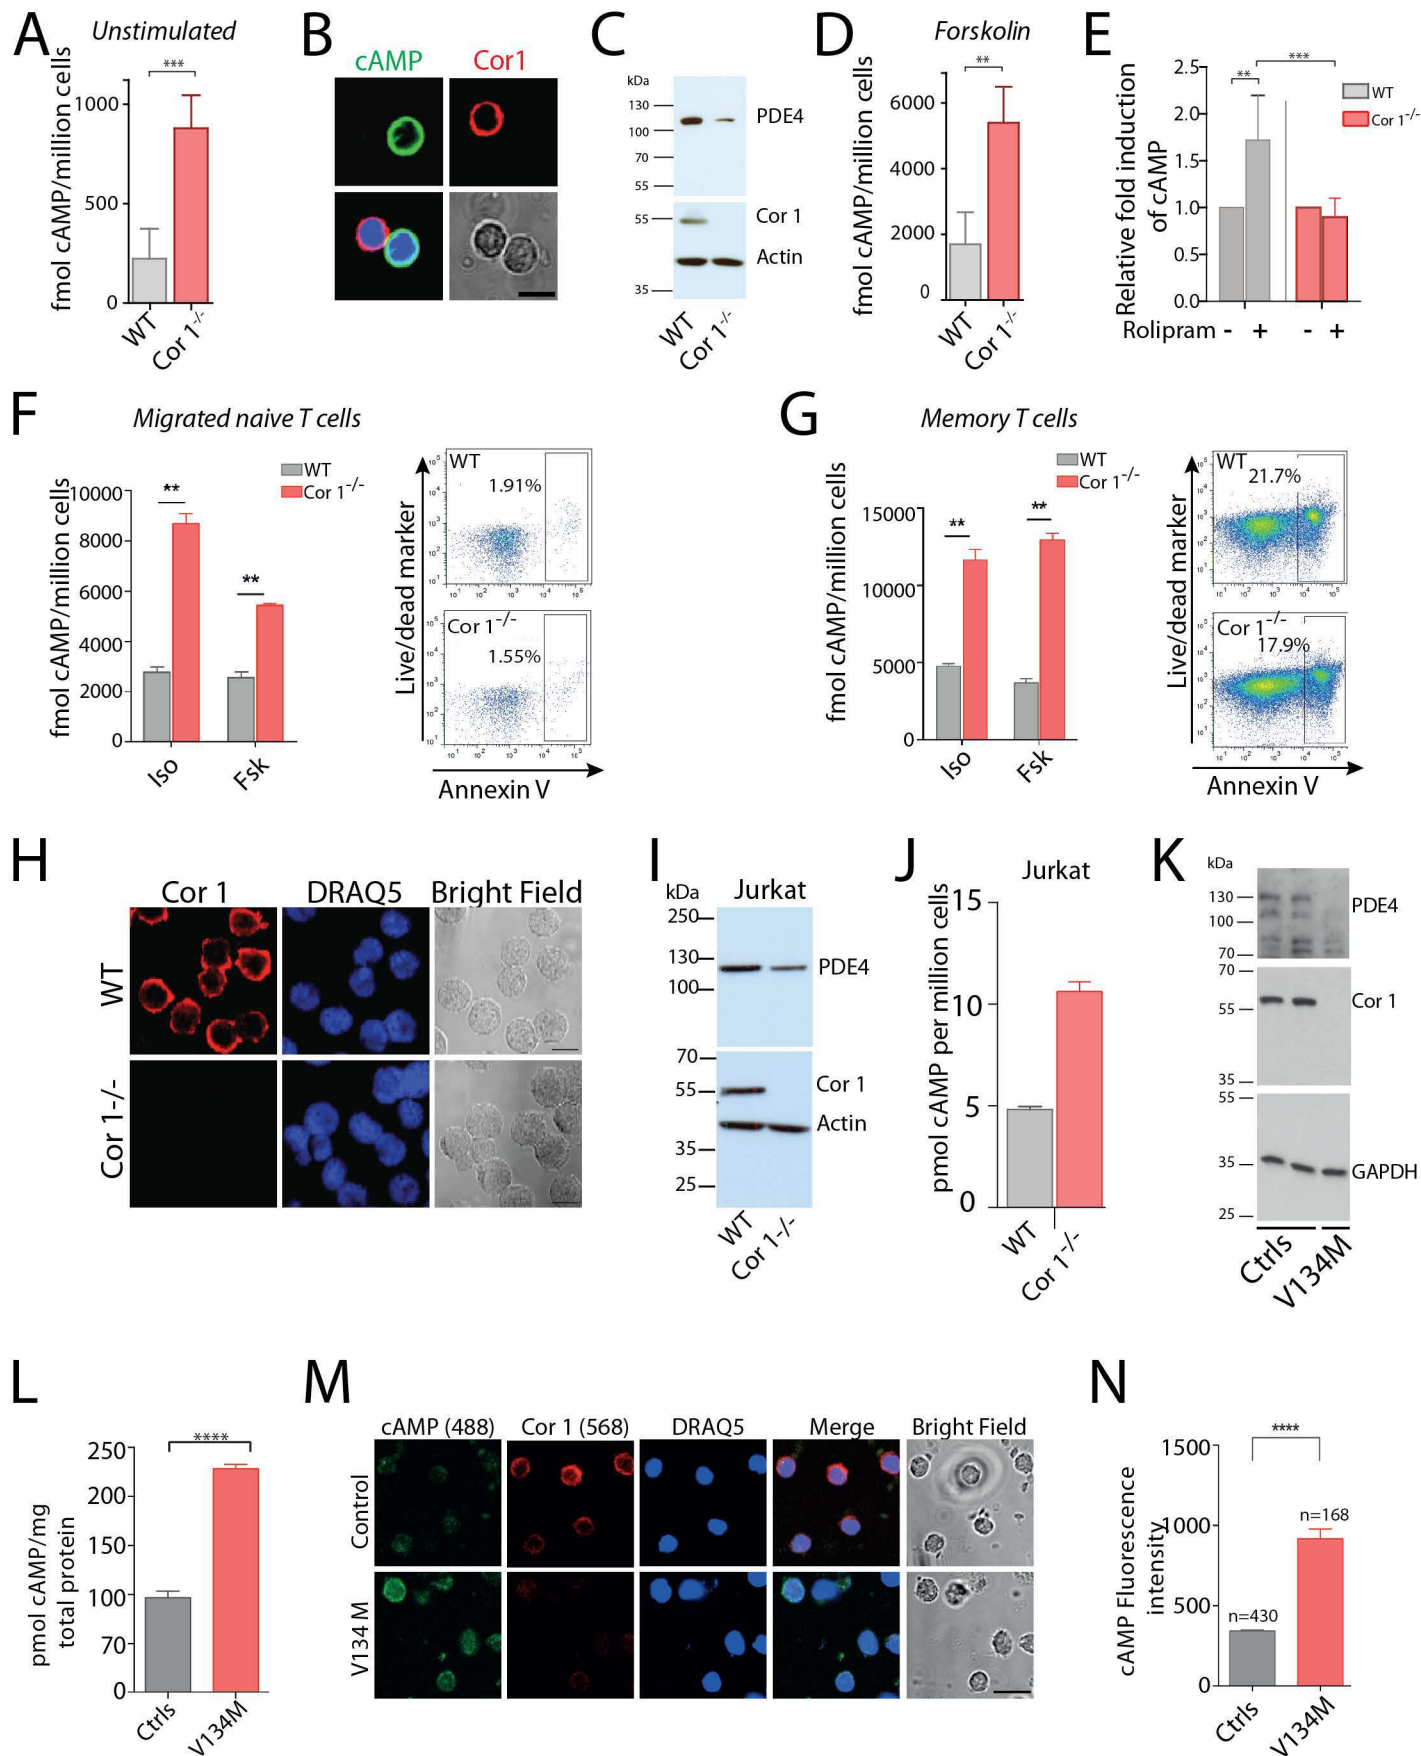 A
Unstimulated
fmol cAMP/million cells
***
1000
500
0
WT
Cor 1-/-
B
cAMP
Cor1
C
kDa
130
100
70
55
55
35
PDE4
Cor 1
Actin
WT
Cor 1-/-
D
Forskolin
fmol cAMP/million cells
**
6000
4000
2000
0
WT
Cor 1-/-
E
Relative fold induction
of cAMP
2.5
2.0
1.5
1.0
0.5
0.0
**
***
WT
Cor 1-/-
Rolipram - + - +
F
Migrated naive T cells
fmol cAMP/million cells
WT
Cor 1-/-
10000
8000
6000
4000
2000
0
**
**
Iso
Fsk
Live/dead marker
WT
1.91%
Cor 1-/-
1.55%
Annexin V
G
Memory T cells
fmol cAMP/million cells
WT
Cor 1-/-
15000
10000
5000
0
**
**
Iso
Fsk
Live/dead marker
WT
21.7%
Cor 1-/-
17.9%
Annexin V
H
Cor 1
DRAQ5
Bright Field
WT
Cor 1-/-
I
kDa
Jurkat
250
130
100
70
55
35
25
PDE4
Cor 1
Actin
WT
Cor 1-/-
J
Jurkat
pmol cAMP per million cells
15
10
5
0
WT
Cor 1-/-
K
kDa
130
100
70
70
55
35
55
35
25
PDE4
Cor 1
GAPDH
Ctrls
V134M
L
pmol cAMP/mg
total protein
****
250
200
150
100
70
0
Ctrls
V134M
M
cAMP (488)
Cor 1 (568)
DRAQ5
Merge
Bright Field
Control
V134 M
N
cAMP Fluorescence
intensity
****
1500
1000
500
0
n=430
n=168
Ctrls
V134M